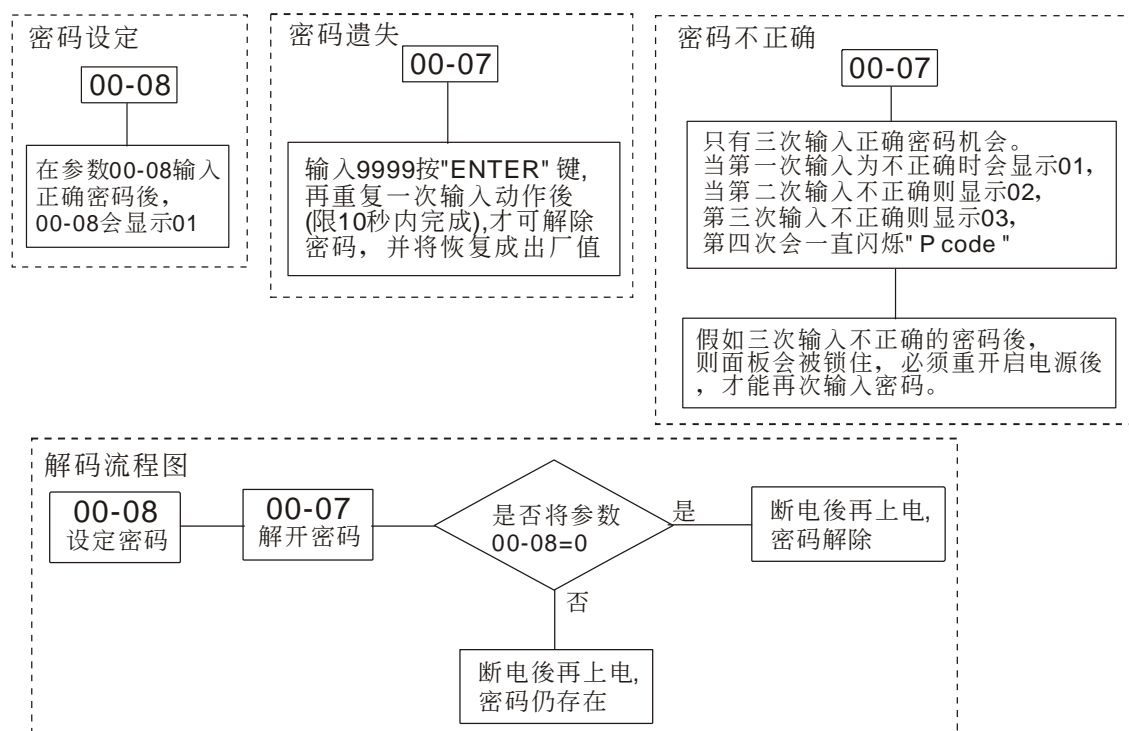 密码设定
00-08
在参数00-08输入
正确密码後，
00-08会显示01
密码遗失
00-07
输入9999按"ENTER" 键,
再重复一次输入动作後
(限10秒内完成),才可解除
密码，并将恢复成出厂值
密码不正确
00-07
只有三次输入正确密码机会。
当第一次输入为不正确时会显示01，
当第二次输入不正确则显示02，
第三次输入不正确则显示03，
第四次会一直闪烁" P code "
假如三次输入不正确的密码後，
则面板会被锁住，必须重开启电源後
，才能再次输入密码。
解码流程图
00-08
设定密码
00-07
解开密码
是否将参数
00-08=0
是
断电後再上电,
密码解除
否
断电後再上电,
密码仍存在